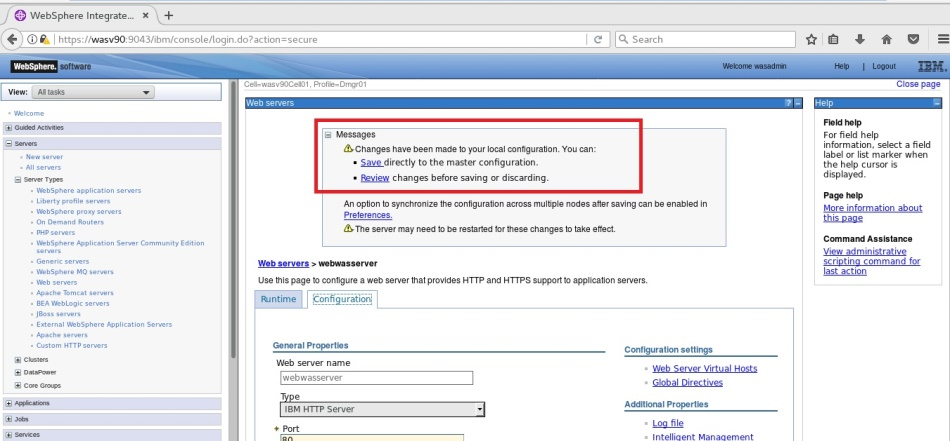 WebSphere Integrate...
https://wasv90:9043/ibm/console/login.do?action=secure
Search
WebSphere. software
Welcome wasadmin
Help | Logout
IBM.
View: All tasks
Cell=wasv90Cell01, Profile=Dmgr01
Close page
Welcome
Guided Activities
Servers
New server
All servers
Server Types
WebSphere application servers
Liberty profile servers
WebSphere proxy servers
On Demand Routers
PHP servers
WebSphere Application Server Community Edition
servers
Generic servers
WebSphere MQ servers
Web servers
Apache Tomcat servers
BEA WebLogic servers
JBoss servers
External WebSphere Application Servers
Apache servers
Custom HTTP servers
Clusters
DataPower
Core Groups
Applications
Jobs
Services
Web servers
Messages
Changes have been made to your local configuration. You can:
Save directly to the master configuration.
Review changes before saving or discarding.
An option to synchronize the configuration across multiple nodes after saving can be enabled in
Preferences.
The server may need to be restarted for these changes to take effect.
Web servers > webwasserver
Use this page to configure a web server that provides HTTP and HTTPS support to application servers.
Runtime
Configuration
General Properties
Web server name
webwasserver
Type
IBM HTTP Server
Port
80
Configuration settings
Web Server Virtual Hosts
Global Directives
Additional Properties
Log file
Intelligent Management
Help
Field help
For field help
information, select a field
label or list marker when
the help cursor is
displayed.
Page help
More information about
this page
Command Assistance
View administrative
scripting command for
last action